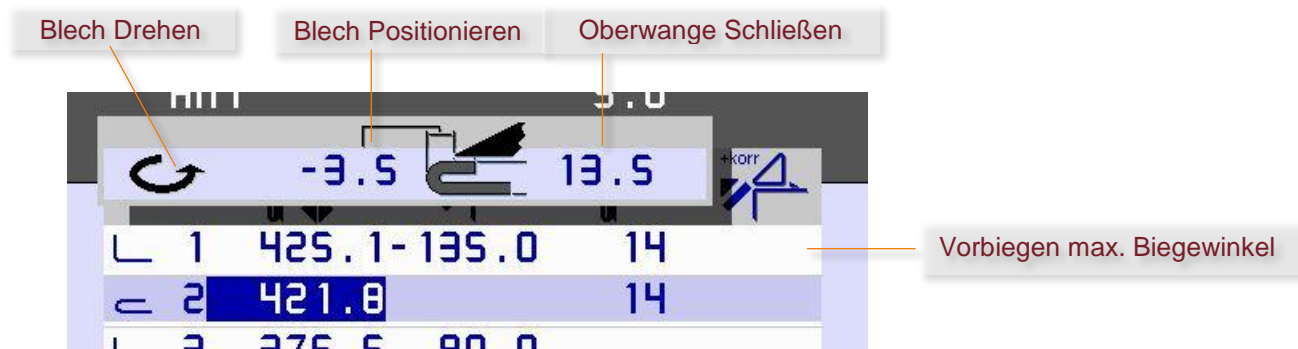 Blech Drehen
Blech Positionieren
Oberwange Schließen
-3.5
13.5
+korr
1 425.1 -135.0 14
Vorbiegen max. Biegewinkel
2 421.8 14